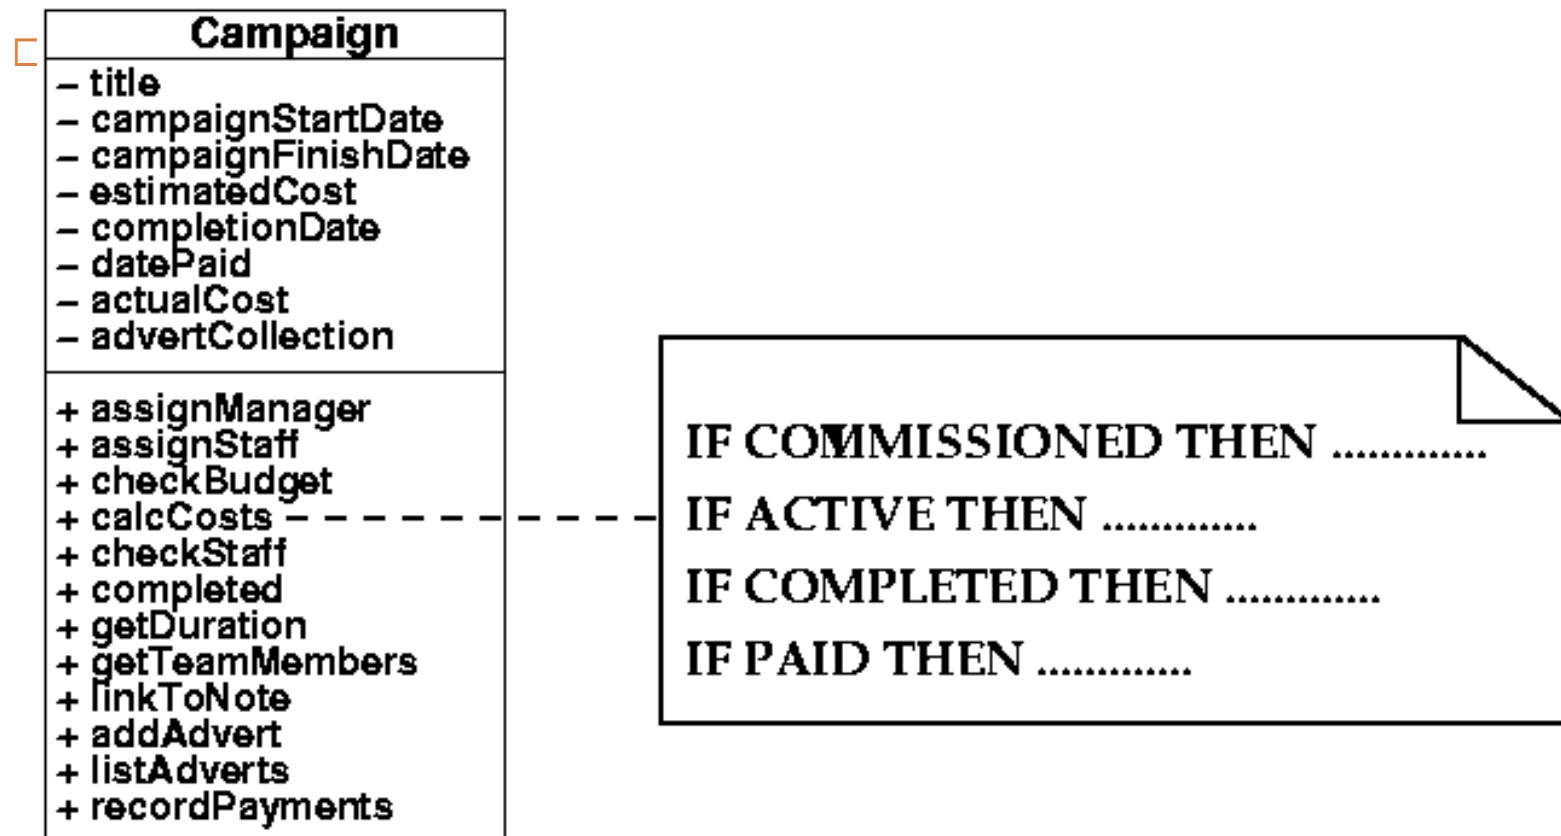 Campaign
– title
– campaignStartDate
– campaignFinishDate
– estimatedCost
– completionDate
– datePaid
– actualCost
– advertCollection
+ assignManager
+ assignStaff
+ checkBudget
+ calcCosts
+ checkStaff
+ completed
+ getDuration
+ getTeamMembers
+ linkToNote
+ addAdvert
+ listAdverts
+ recordPayments
IF COMMISSIONED THEN .............
IF ACTIVE THEN .............
IF COMPLETED THEN .............
IF PAID THEN .............